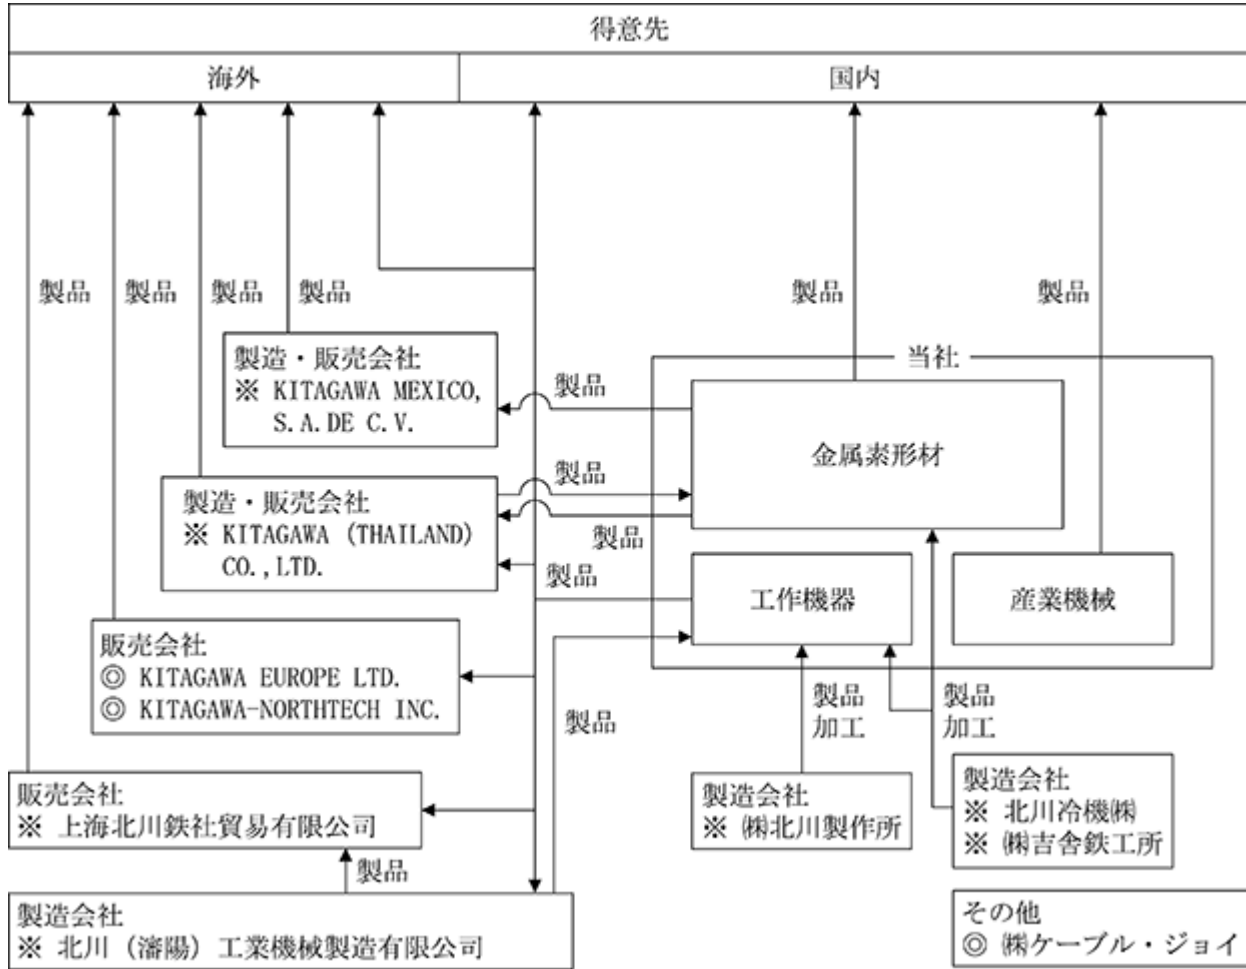 得意先
海外
国内
製品
製品
製品
製品
製品
製品
製造・販売会社
※ KITAGAWA MEXICO,
S.A.DE C.V.
製品
当社
金属素形材
製造・販売会社
※ KITAGAWA (THAILAND)
CO.,LTD.
製品
製品
製品
工作機器
産業機械
販売会社
◎ KITAGAWA EUROPE LTD.
◎ KITAGAWA-NORTHTECH INC.
製品
製品
加工
製品
加工
販売会社
※ 上海北川鉄社貿易有限公司
製品
製造会社
※ ㈱北川製作所
製造会社
※ 北川冷機㈱
※ ㈱吉舎鉄工所
製造会社
※ 北川（瀋陽）工業機械製造有限公司
その他
◎ ㈱ケーブル・ジョイ